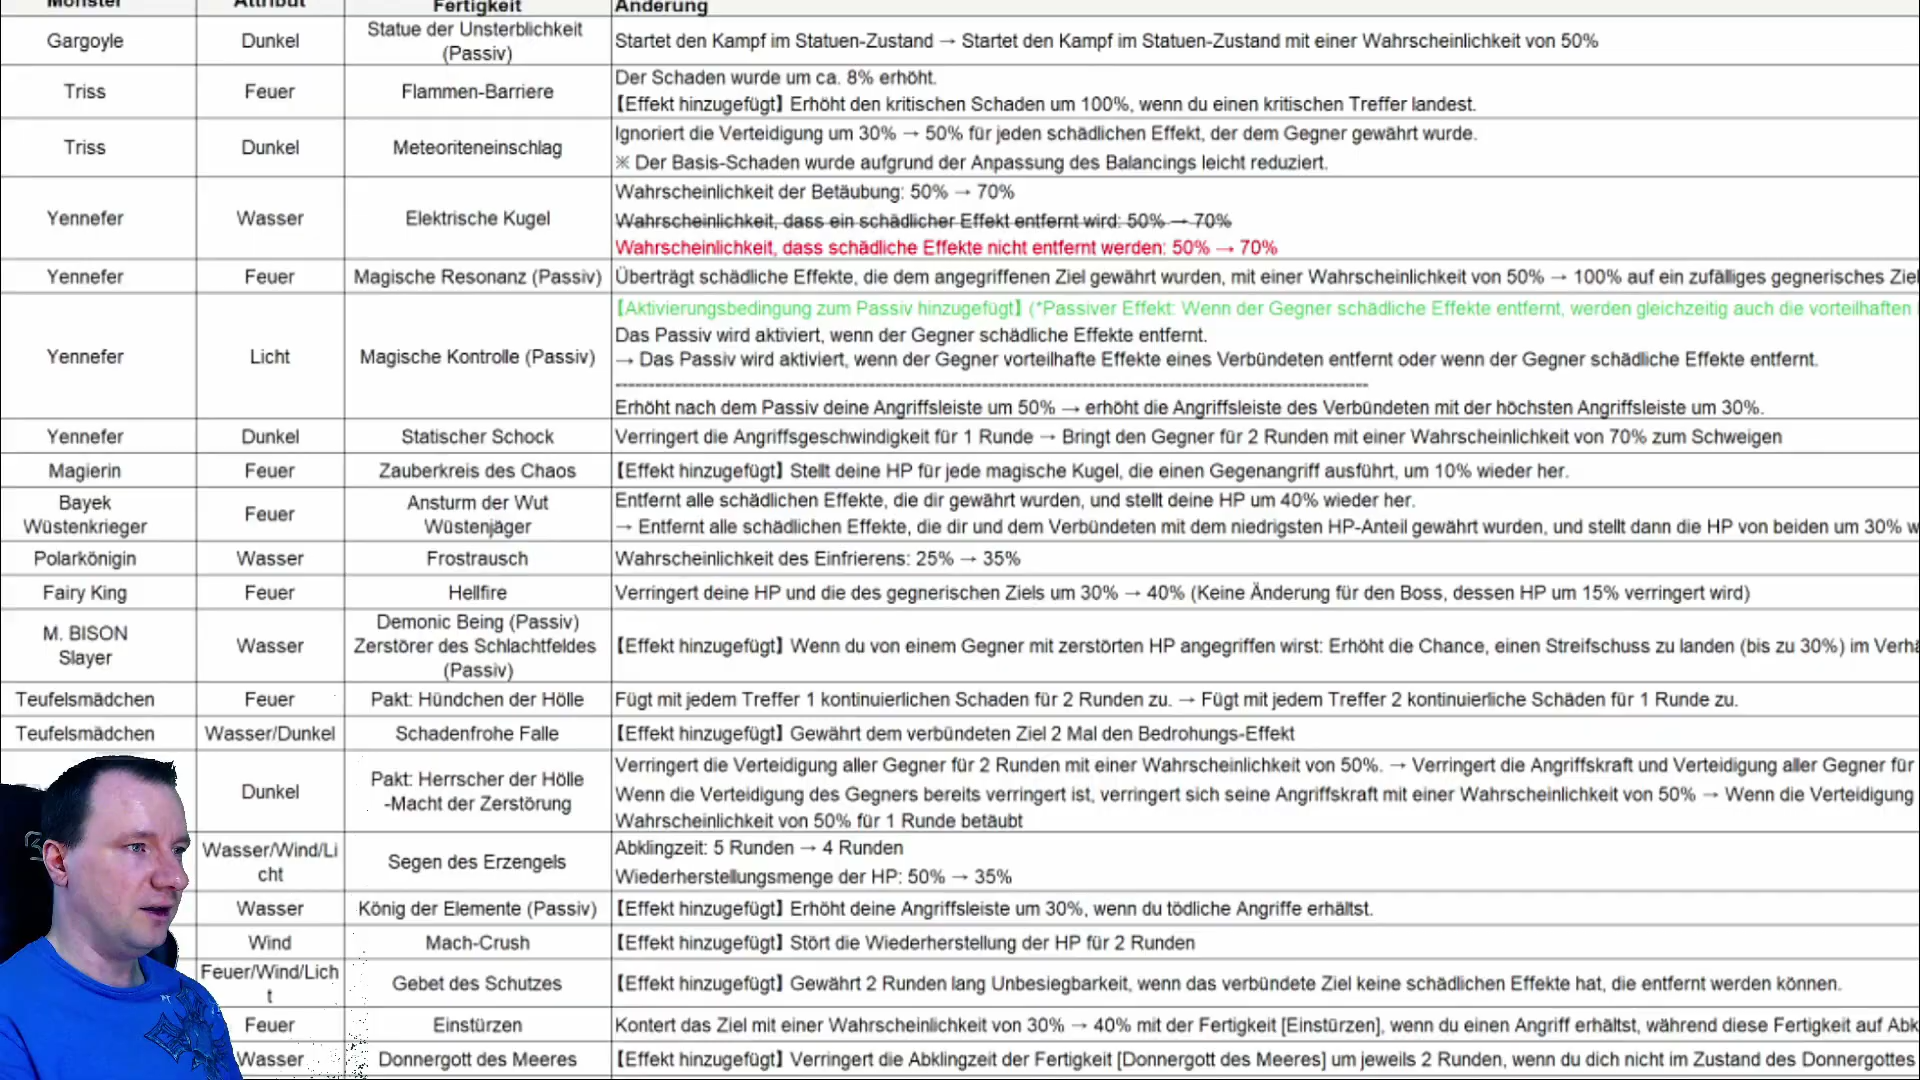 Monster Attribut Fertigkeit Änderung
Gargoyle Dunkel Statue der Unsterblichkeit
(Passiv) Startet den Kampf im Statuen-Zustand → Startet den Kampf im Statuen-Zustand mit einer Wahrscheinlichkeit von 50%
Triss Feuer Flammen-Barriere Der Schaden wurde um ca. 8% erhöht.
【Effekt hinzugefügt】 Erhöht den kritischen Schaden um 100%, wenn du einen kritischen Treffer landest.
Triss Dunkel Meteoriteneinschlag Ignoriert die Verteidigung um 30% → 50% für jeden schädlichen Effekt, der dem Gegner gewährt wurde.
※ Der Basis-Schaden wurde aufgrund der Anpassung des Balancings leicht reduziert.
Yennefer Wasser Elektrische Kugel Wahrscheinlichkeit der Betäubung: 50% → 70%
Wahrscheinlichkeit, dass ein schädlicher Effekt entfernt wird: 50% → 70%
Wahrscheinlichkeit, dass schädliche Effekte nicht entfernt werden: 50% → 70%
Yennefer Feuer Magische Resonanz (Passiv) Überträgt schädliche Effekte, die dem angegriffenen Ziel gewährt wurden, mit einer Wahrscheinlichkeit von 50% → 100% auf ein zufälliges gegnerisches Ziel
Yennefer Licht Magische Kontrolle (Passiv) 【Aktivierungsbedingung zum Passiv hinzugefügt】 (*Passiver Effekt: Wenn der Gegner schädliche Effekte entfernt, werden gleichzeitig auch die vorteilhaften
Das Passiv wird aktiviert, wenn der Gegner schädliche Effekte entfernt.
→ Das Passiv wird aktiviert, wenn der Gegner vorteilhafte Effekte eines Verbündeten entfernt oder wenn der Gegner schädliche Effekte entfernt.
Erhöht nach dem Passiv deine Angriffsleiste um 50% → erhöht die Angriffsleiste des Verbündeten mit der höchsten Angriffsleiste um 30%.
Yennefer Dunkel Statischer Schock Verringert die Angriffsgeschwindigkeit für 1 Runde → Bringt den Gegner für 2 Runden mit einer Wahrscheinlichkeit von 70% zum Schweigen
Magierin Feuer Zauberkreis des Chaos 【Effekt hinzugefügt】 Stellt deine HP für jede magische Kugel, die einen Gegenangriff ausführt, um 10% wieder her.
Bayek
Wüstenkrieger Feuer Ansturm der Wut
Wüstenjäger Entfernt alle schädlichen Effekte, die dir gewährt wurden, und stellt deine HP um 40% wieder her.
→ Entfernt alle schädlichen Effekte, die dir und dem Verbündeten mit dem niedrigsten HP-Anteil gewährt wurden, und stellt dann die HP von beiden um 30% w
Polarkönigin Wasser Frostrausch Wahrscheinlichkeit des Einfrierens: 25% → 35%
Fairy King Feuer Hellfire Verringert deine HP und die des gegnerischen Ziels um 30% → 40% (Keine Änderung für den Boss, dessen HP um 15% verringert wird)
M. BISON
Slayer Wasser Demonic Being (Passiv)
Zerstörer des Schlachtfeldes
(Passiv) 【Effekt hinzugefügt】 Wenn du von einem Gegner mit zerstörten HP angegriffen wirst: Erhöht die Chance, einen Streifschuss zu landen (bis zu 30%) im Verhä
Teufelsmädchen Feuer Pakt: Hündchen der Hölle Fügt mit jedem Treffer 1 kontinuierlichen Schaden für 2 Runden zu. → Fügt mit jedem Treffer 2 kontinuierliche Schäden für 1 Runde zu.
Teufelsmädchen Wasser/Dunkel Schadenfrohe Falle 【Effekt hinzugefügt】 Gewährt dem verbündeten Ziel 2 Mal den Bedrohungs-Effekt
Dunkel Pakt: Herrscher der Hölle
-Macht der Zerstörung Verringert die Verteidigung aller Gegner für 2 Runden mit einer Wahrscheinlichkeit von 50%. → Verringert die Angriffskraft und Verteidigung aller Gegner für
Wenn die Verteidigung des Gegners bereits verringert ist, verringert sich seine Angriffskraft mit einer Wahrscheinlichkeit von 50% → Wenn die Verteidigung
Wahrscheinlichkeit von 50% für 1 Runde betäubt
Wasser/Wind/Li
cht Segen des Erzengels Abklingzeit: 5 Runden → 4 Runden
Wiederherstellungsmenge der HP: 50% → 35%
Wasser König der Elemente (Passiv) 【Effekt hinzugefügt】 Erhöht deine Angriffsleiste um 30%, wenn du tödliche Angriffe erhältst.
Wind Mach-Crush 【Effekt hinzugefügt】 Stört die Wiederherstellung der HP für 2 Runden
Feuer/Wind/Lich
t Gebet des Schutzes 【Effekt hinzugefügt】 Gewährt 2 Runden lang Unbesiegbarkeit, wenn das verbündete Ziel keine schädlichen Effekte hat, die entfernt werden können.
Feuer Einstürzen Kontert das Ziel mit einer Wahrscheinlichkeit von 30% → 40% mit der Fertigkeit [Einstürzen], wenn du einen Angriff erhältst, während diese Fertigkeit auf Abk
Wasser Donnergott des Meeres 【Effekt hinzugefügt】 Verringert die Abklingzeit der Fertigkeit [Donnergott des Meeres] um jeweils 2 Runden, wenn du dich nicht im Zustand des Donnergottes